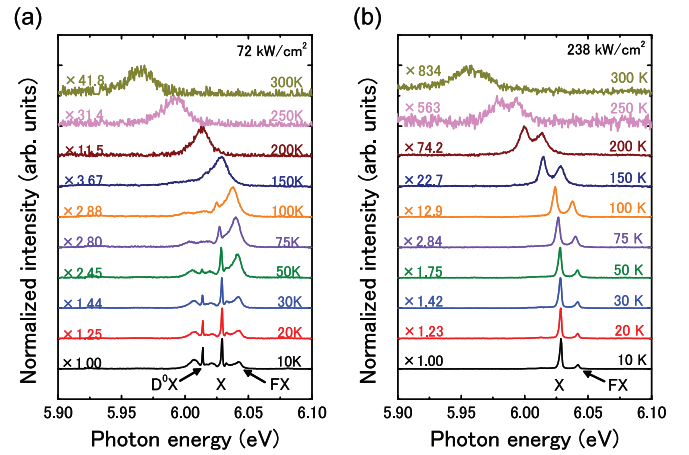 (a)
72 kW/cm²
×41.8
300K
×31.4
250K
×11.5
200K
×3.67
150K
×2.88
100K
×2.80
75K
×2.45
50K
×1.44
30K
×1.25
20K
×1.00
10K
D⁰X
X
FX
5.90
5.95
6.00
6.05
6.10
Photon energy (eV)
Normalized intensity (arb. units)
(b)
238 kW/cm²
×834
300 K
×563
250 K
×74.2
200 K
×22.7
150 K
×12.9
100 K
×2.84
75 K
×1.75
50 K
×1.42
30 K
×1.23
20 K
×1.00
10 K
X
FX
5.90
5.95
6.00
6.05
6.10
Photon energy (eV)
Normalized intensity (arb. units)